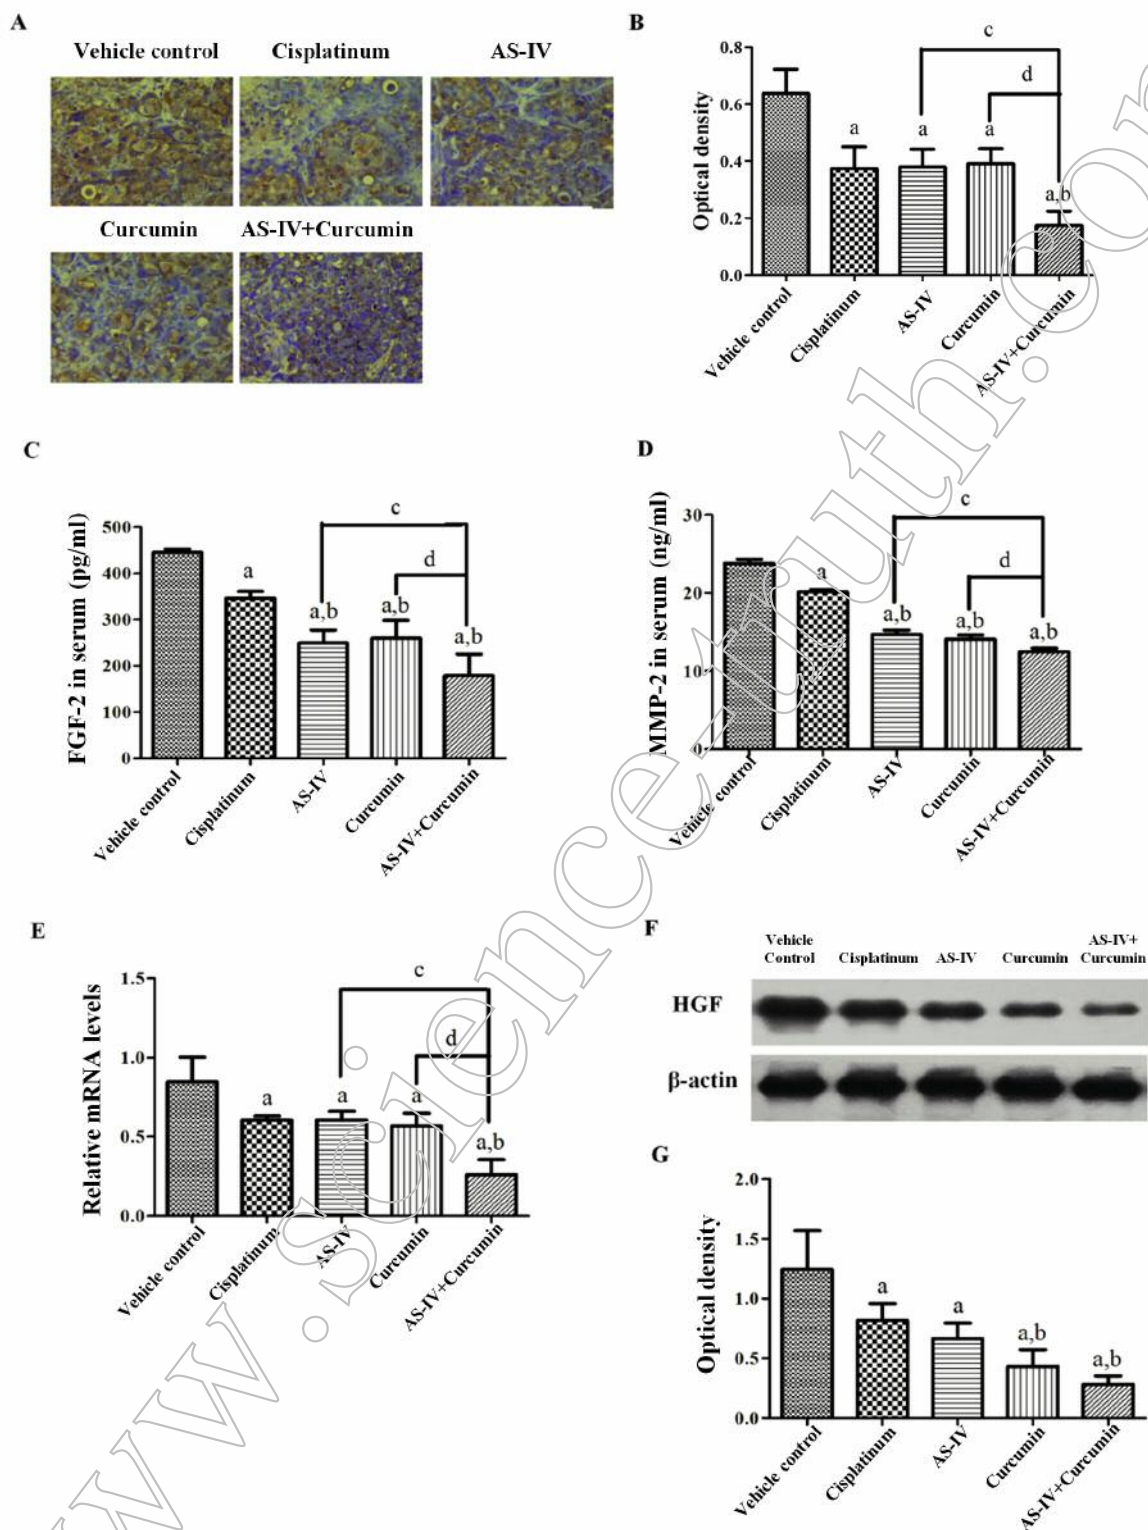 A
Vehicle control
Cisplatinum
AS-IV
Curcumin
AS-IV+Curcumin
B
Optical density
0.8
0.6
0.4
0.2
0.0
c
d
a
a
a
a,b
Vehicle control
Cisplatinum
AS-IV
Curcumin
AS-IV+Curcumin
C
FGF-2 in serum (pg/ml)
500
400
300
200
100
0
c
d
a
a,b
a,b
a,b
Vehicle control
Cisplatinum
AS-IV
Curcumin
AS-IV+Curcumin
D
MMP-2 in serum (ng/ml)
30
20
10
0
c
d
a
a,b
a,b
a,b
Vehicle control
Cisplatinum
AS-IV
Curcumin
AS-IV+Curcumin
E
Relative mRNA levels
1.5
1.0
0.5
0.0
c
d
a
a
a
a,b
Vehicle control
Cisplatinum
AS-IV
Curcumin
AS-IV+Curcumin
F
Vehicle
Control
Cisplatinum
AS-IV
Curcumin
AS-IV+
Curcumin
HGF
β-actin
G
Optical density
2.0
1.5
1.0
0.5
0.0
a
a
a,b
a,b
Vehicle control
Cisplatinum
AS-IV
Curcumin
AS-IV+Curcumin
www.science-truth.com